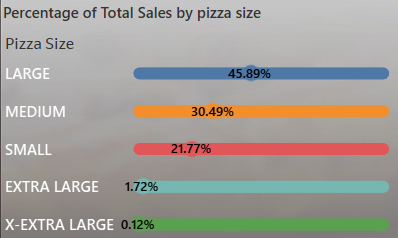 Percentage of Total Sales by pizza size
Pizza Size
LARGE 45.89%
MEDIUM 30.49%
SMALL 21.77%
EXTRA LARGE 1.72%
X-EXTRA LARGE 0.12%